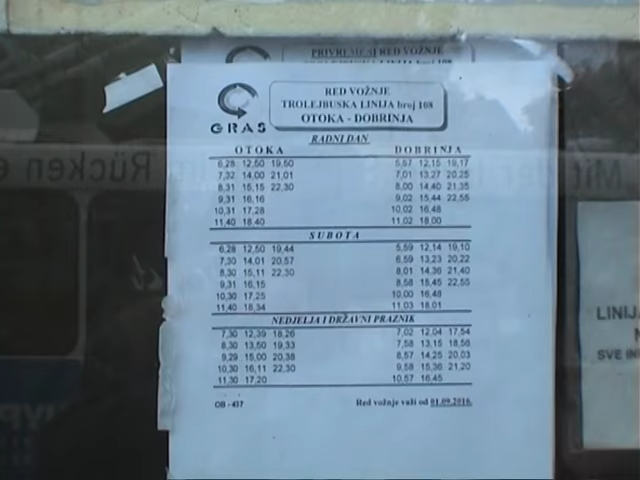 PRIVREMENI RED VOŽNJE
GRAS
RED VOŽNJE
TROLEJBUSKA LINIJA broj 108
OTOKA - DOBRINJA
RADNI DAN
OTOKA DOBRINJA
6,28 12,50 19,50 5,57 12,15 19,17
7,32 14,00 21,01 7,01 13,27 20,25
8,31 15,15 22,30 8,00 14,40 21,35
9,31 16,16 9,02 15,44 22,55
10,31 17,28 10,02 16,48
11,40 18,40 11,02 18,00
SUBOTA
6,28 12,50 19,44 5,59 12,14 19,10
7,30 14,01 20,57 6,59 13,23 20,22
8,30 15,11 22,30 8,01 14,36 21,40
9,31 16,15 8,58 15,45 22,55
10,30 17,25 10,00 16,48
11,40 18,34 11,03 18,01
NEDJELJA I DRŽAVNI PRAZNIK
7,30 12,39 18,26 7,02 12,04 17,54
8,30 13,50 19,33 7,58 13,15 18,56
9,29 15,00 20,38 8,57 14,25 20,03
10,30 16,11 22,30 9,58 15,36 21,20
11,30 17,20 10,57 16,45
OB - 437 Red vožnje važi od 01.09.2016.
Rücken
Mit
LINIJ
SVE IN